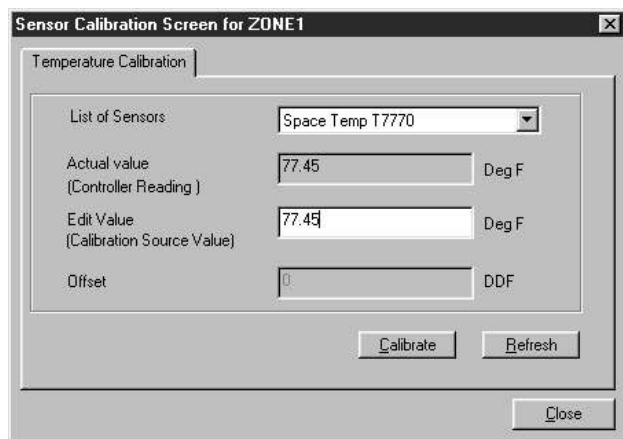 Sensor Calibration Screen for ZONE1
Temperature Calibration
List of Sensors
Space Temp T7770
Actual value
(Controller Reading )
77.45
Deg F
Edit Value
(Calibration Source Value)
77.45
Deg F
Offset
0
DDF
Calibrate
Refresh
Close